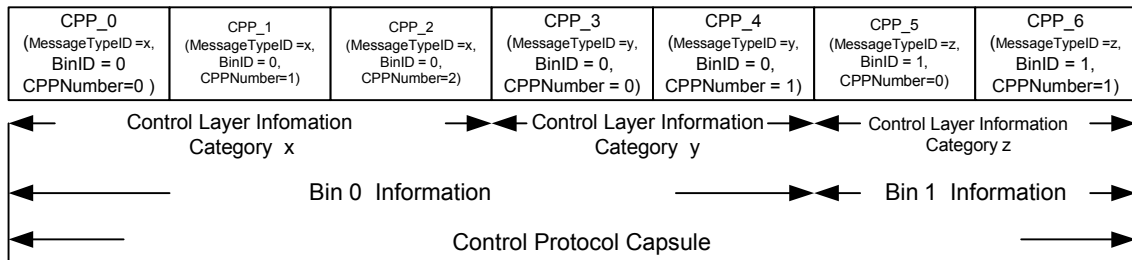 CPP_0
(MessageTypeID =x,
BinID = 0
CPPNumber=0 )
CPP_1
(MessageTypeID =x,
BinID = 0,
CPPNumber=1)
CPP_2
(MessageTypeID =x,
BinID = 0,
CPPNumber=2)
CPP_3
(MessageTypeID =y,
BinID = 0,
CPPNumber = 0)
CPP_4
(MessageTypeID =y,
BinID = 0,
CPPNumber = 1)
CPP_5
(MessageTypeID =z,
BinID = 1,
CPPNumber=0)
CPP_6
(MessageTypeID =z,
BinID = 1,
CPPNumber=1)
Control Layer Infomation
Category x
Control Layer Information
Category y
Control Layer Information
Category z
Bin 0 Information
Bin 1 Information
Control Protocol Capsule